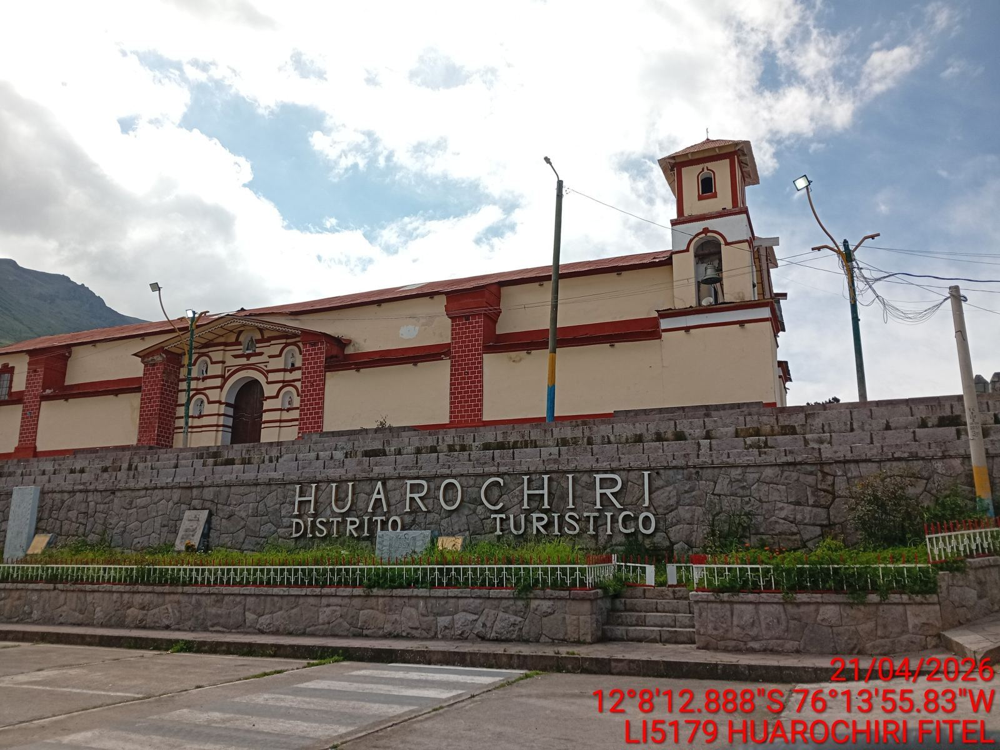 HUAROCHIRI
DISTRITO TURISTICO
21/04/2026
12°8'12.888"S 76°13'55.83"W
LI5179 HUAROCHIRI FITEL